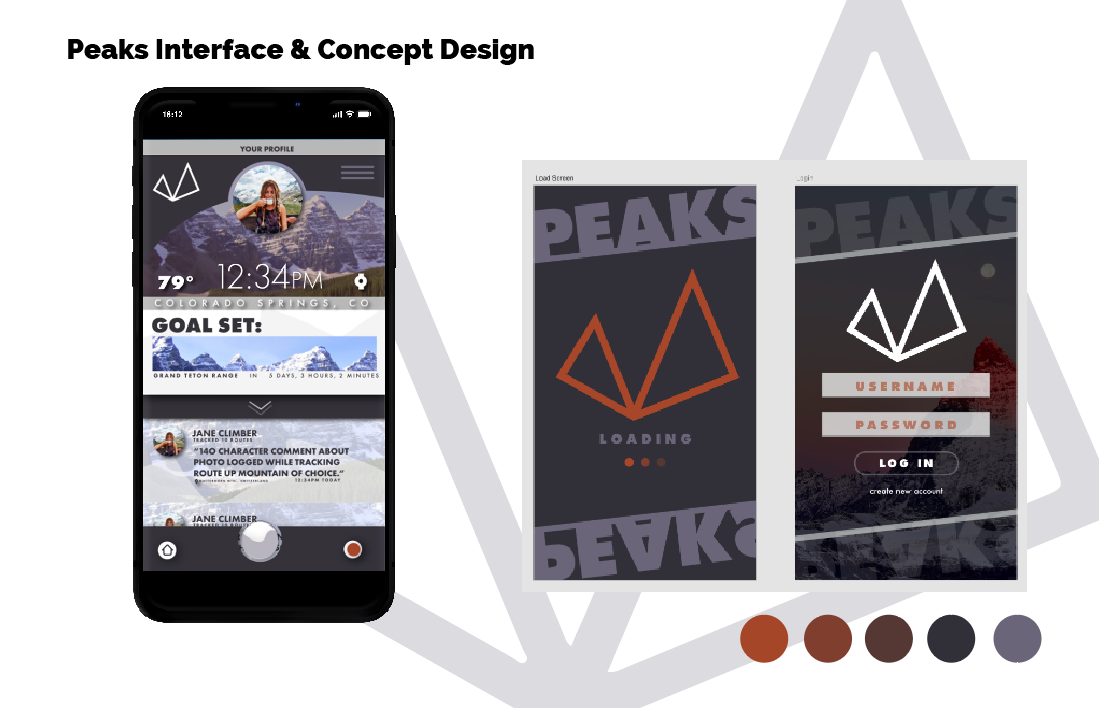 Peaks Interface & Concept Design
18:12
YOUR PROFILE
79°
12:34PM
COLORADO SPRINGS, CO
GOAL SET:
GRAND TETON RANGE IN 5 DAYS, 3 HOURS, 2 MINUTES
JANE CLIMBER
TRACKED 12 ROUTES
“140 CHARACTER COMMENT ABOUT
PHOTO LOGGED WHILE TRACKING
ROUTE UP MOUNTAIN OF CHOICE.”
12:34PM TODAY
JANE CLIMBER
Load Screen
PEAKS
LOADING
PEAKS
Login
PEAKS
USERNAME
PASSWORD
LOG IN
create new account
PEAKS